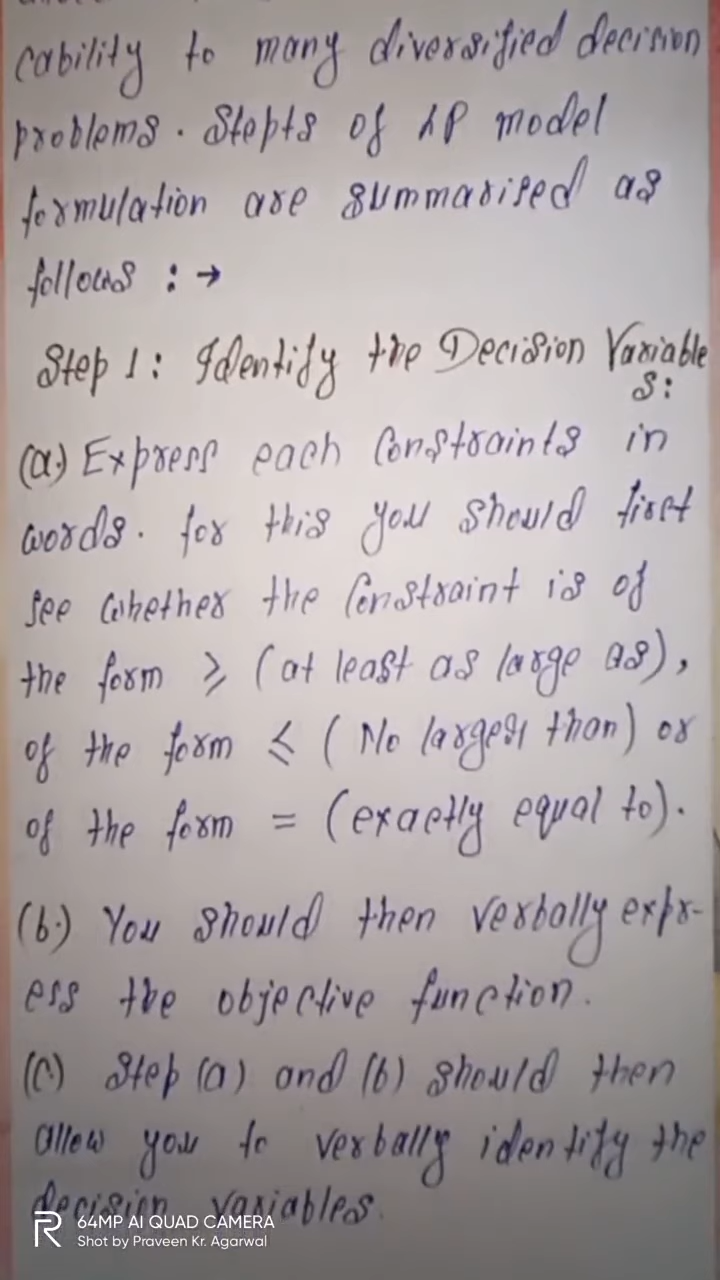 cability to many diversified decision
problems. Stepts of LP model
formulation are summarised as
follows : →
Step 1: Identify the Decision Variable
s:
(a.) Express each Constraints in
words. for this you should first
see whether the Constraint is of
the form ≥ (at least as large as),
of the form ≤ ( No larger than) or
of the form = (exactly equal to).
(b.) You should then verbally expr-
ess the objective function.
(c.) Step (a) and (b) should then
allow you to verbally identify the
decision variables.
64MP AI QUAD CAMERA
Shot by Praveen Kr. Agarwal